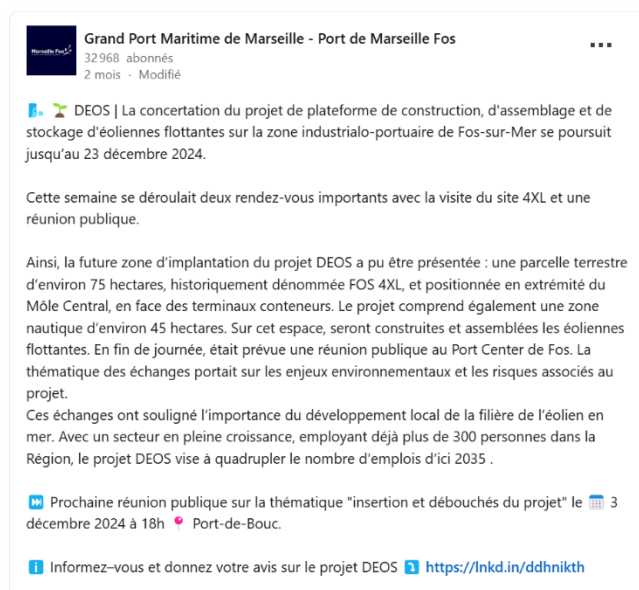 Marseille Fos
Grand Port Maritime de Marseille - Port de Marseille Fos
32 968 abonnés
2 mois · Modifié
DEOS | La concertation du projet de plateforme de construction, d'assemblage et de
stockage d'éoliennes flottantes sur la zone industrialo-portuaire de Fos-sur-Mer se poursuit
jusqu'au 23 décembre 2024.
Cette semaine se déroulait deux rendez-vous importants avec la visite du site 4XL et une
réunion publique.
Ainsi, la future zone d'implantation du projet DEOS a pu être présentée : une parcelle terrestre
d'environ 75 hectares, historiquement dénommée FOS 4XL, et positionnée en extrémité du
Môle Central, en face des terminaux conteneurs. Le projet comprend également une zone
nautique d'environ 45 hectares. Sur cet espace, seront construites et assemblées les éoliennes
flottantes. En fin de journée, était prévue une réunion publique au Port Center de Fos. La
thématique des échanges portait sur les enjeux environnementaux et les risques associés au
projet.
Ces échanges ont souligné l'importance du développement local de la filière de l'éolien en
mer. Avec un secteur en pleine croissance, employant déjà plus de 300 personnes dans la
Région, le projet DEOS vise à quadrupler le nombre d'emplois d'ici 2035 .
⏭️ Prochaine réunion publique sur la thématique "insertion et débouchés du projet" le 🗓️ 3
décembre 2024 à 18h 📍 Port-de-Bouc.
ℹ️ Informez–vous et donnez votre avis sur le projet DEOS ⤵️ https://lnkd.in/ddhnikth